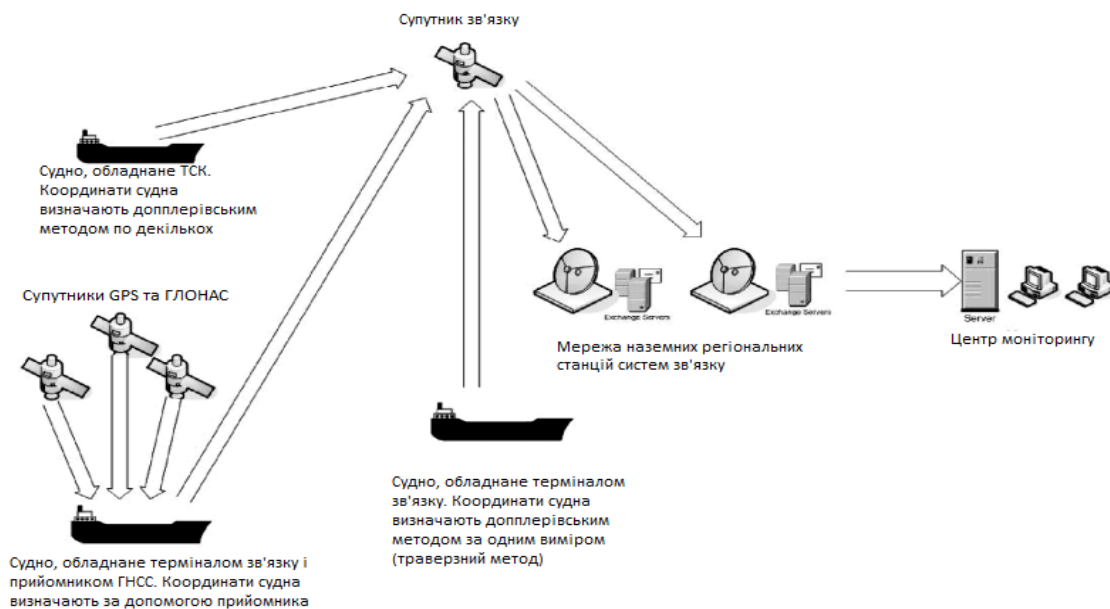 Супутник зв'язку
Судно, обладнане ТСК.
Координати судна
визначають допплерівським
методом по декількох
Супутники GPS та ГЛОНАС
Exchange Servers
Exchange Servers
Server
Мережа наземних регіональних
станцій систем зв'язку
Центр моніторингу
Судно, обладнане терміналом
зв'язку. Координати судна
визначають допплерівським
методом за одним виміром
(траверзний метод)
Судно, обладнане терміналом зв'язку і
прийомником ГНСС. Координати судна
визначають за допомогою прийомника